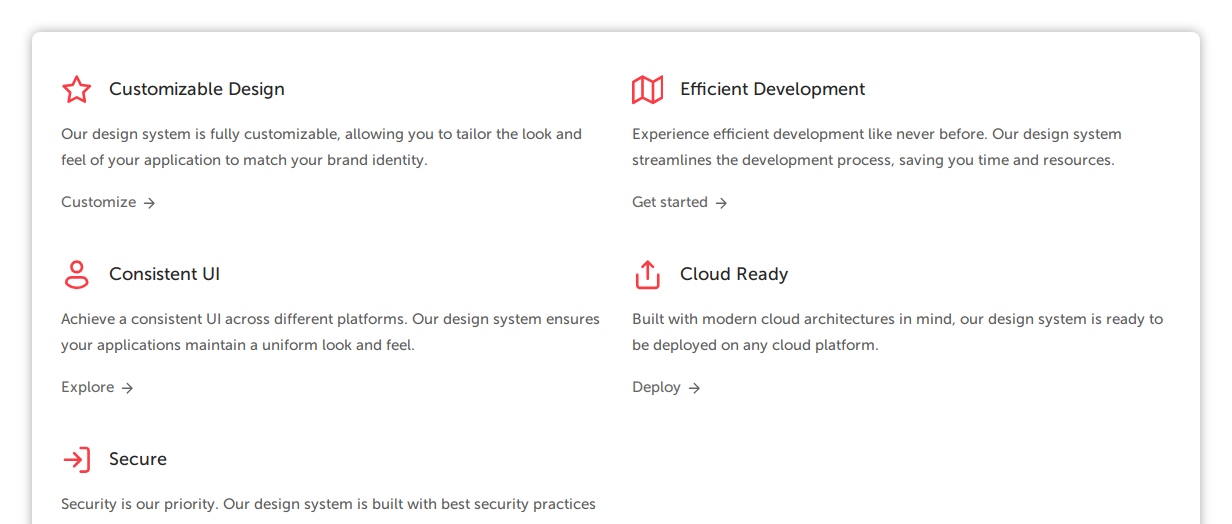 Customizable Design
Our design system is fully customizable, allowing you to tailor the look and
feel of your application to match your brand identity.
Customize
Efficient Development
Experience efficient development like never before. Our design system
streamlines the development process, saving you time and resources.
Get started
Consistent UI
Achieve a consistent UI across different platforms. Our design system ensures
your applications maintain a uniform look and feel.
Explore
Cloud Ready
Built with modern cloud architectures in mind, our design system is ready to
be deployed on any cloud platform.
Deploy
Secure
Security is our priority. Our design system is built with best security practices